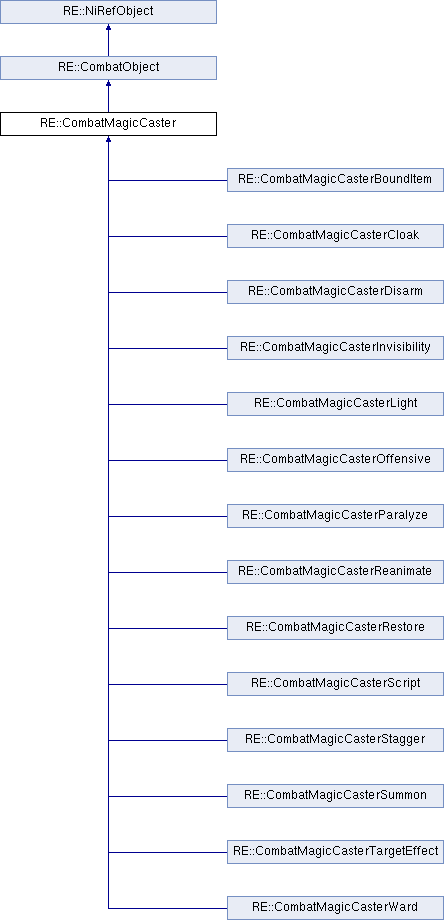 RE::NiRefObject
RE::CombatObject
RE::CombatMagicCaster
RE::CombatMagicCasterBoundItem
RE::CombatMagicCasterCloak
RE::CombatMagicCasterDisarm
RE::CombatMagicCasterInvisibility
RE::CombatMagicCasterLight
RE::CombatMagicCasterOffensive
RE::CombatMagicCasterParalyze
RE::CombatMagicCasterReanimate
RE::CombatMagicCasterRestore
RE::CombatMagicCasterScript
RE::CombatMagicCasterStagger
RE::CombatMagicCasterSummon
RE::CombatMagicCasterTargetEffect
RE::CombatMagicCasterWard